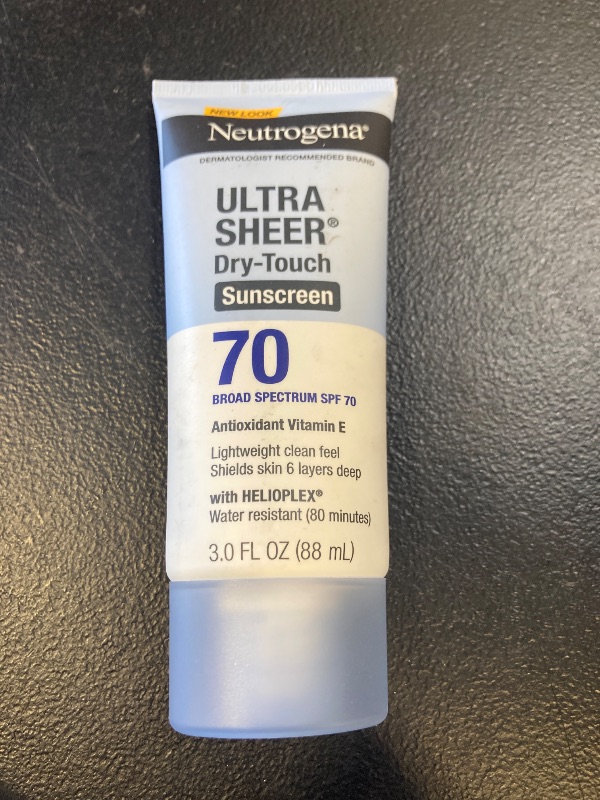 NEW LOOK
Neutrogena®
DERMATOLOGIST RECOMMENDED BRAND
ULTRA
SHEER®
Dry-Touch
Sunscreen
70
BROAD SPECTRUM SPF 70
Antioxidant Vitamin E
Lightweight clean feel
Shields skin 6 layers deep
with HELIOPLEX®
Water resistant (80 minutes)
3.0 FL OZ (88 mL)